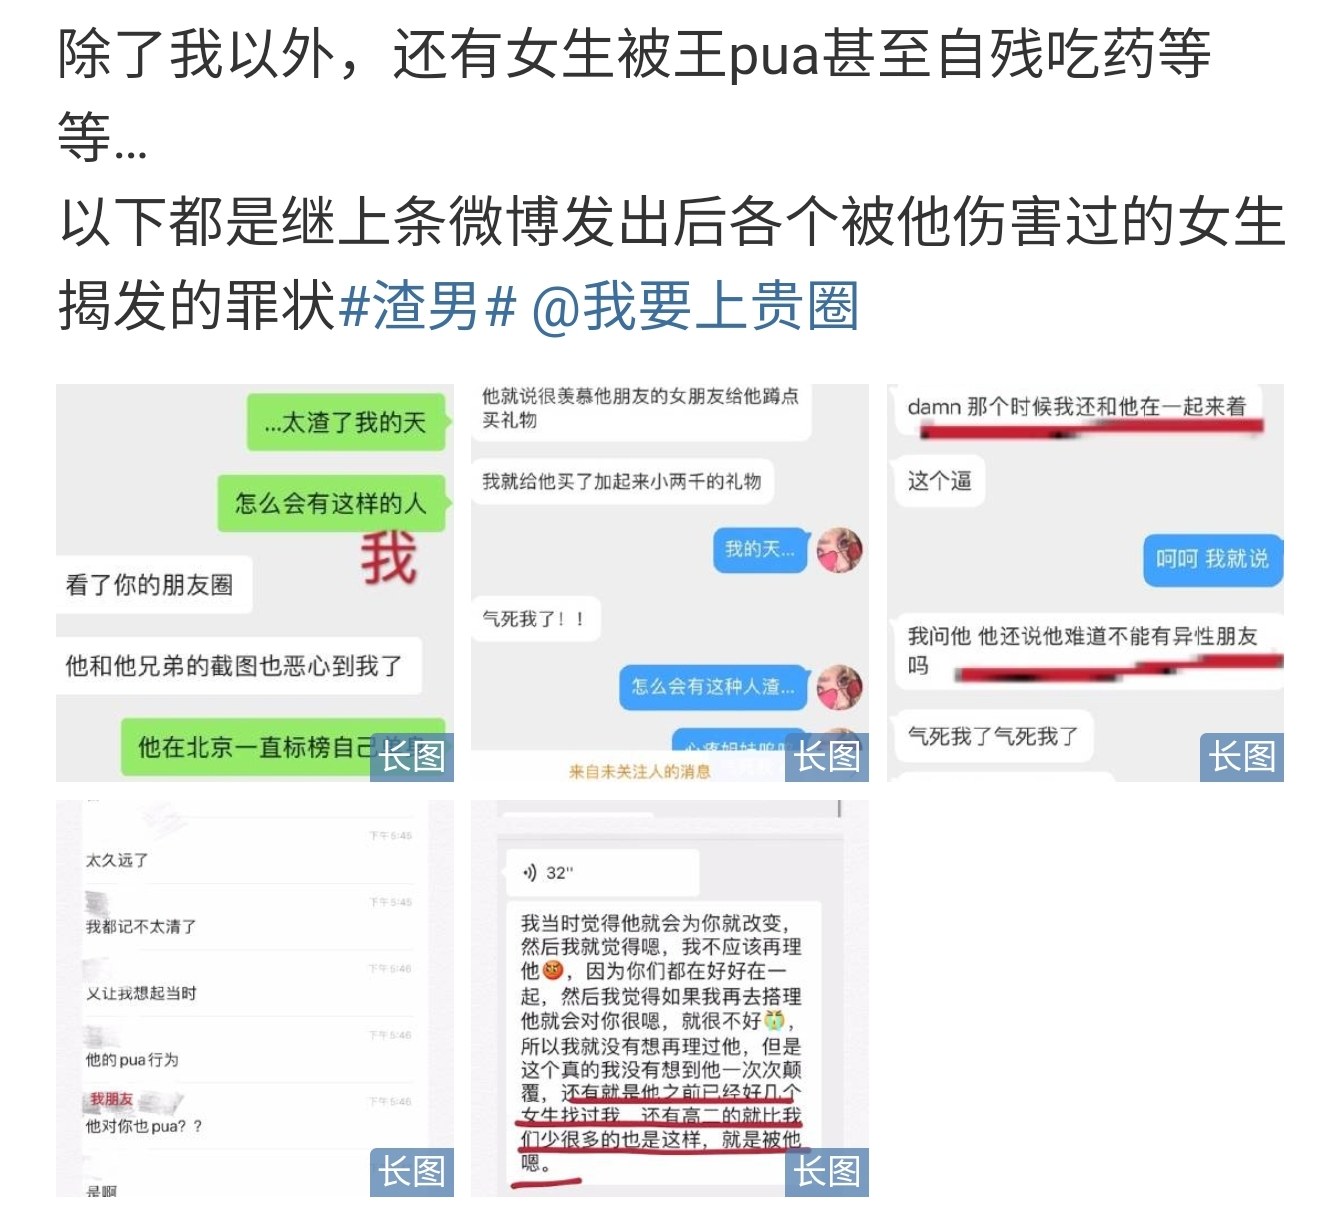 除了我以外，还有女生被王pua甚至自残吃药等
等...
以下都是继上条微博发出后各个被他伤害过的女生
揭发的罪状#渣男# @我要上贵圈
...太渣了我的天
怎么会有这样的人
我
看了你的朋友圈
他和他兄弟的截图也恶心到我了
他在北京一直标榜自己
长图
他就说很羡慕他朋友的女朋友给他蹲点
买礼物
我就给他买了加起来小两千的礼物
我的天...
气死我了！！
怎么会有这种人渣...
心疼姐妹
来自未关注人的消息
长图
damn 那个时候我还和他在一起来着
这个逼
呵呵 我就说
我问他 他还说他难道不能有异性朋友
吗
气死我了气死我了
长图
下午5:45
太久远了
下午5:45
我都记不太清了
下午5:46
又让我想起当时
下午5:46
他的pua行为
我朋友
下午5:46
他对你也pua？？
是啊
长图
32"
我当时觉得他就会为你就改变，
然后我就觉得嗯，我不应该再理
他😡，因为你们都在好好在一
起，然后我觉得如果我再去搭理
他就会对你很嗯，就很不好😭，
所以我就没有想再理过他，但是
这个真的我没有想到他一次次颠
覆，还有就是他之前已经好几个
女生找过我 还有高二的就比我
们少很多的也是这样，就是被他
嗯。
长图